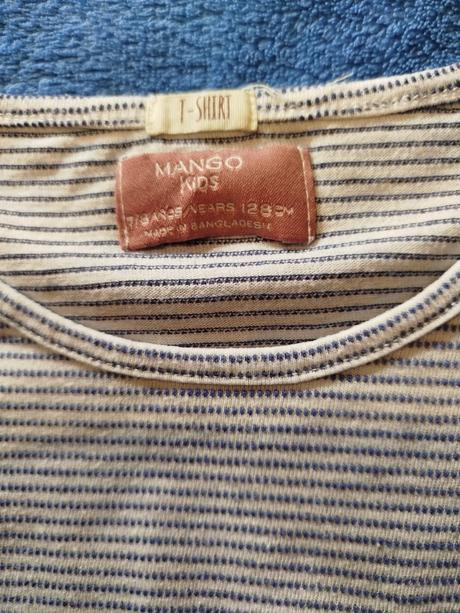 T-SHIRT
MANGO
KIDS
7/8 AÑOS/YEARS 128 CM
MADE IN BANGLADESH